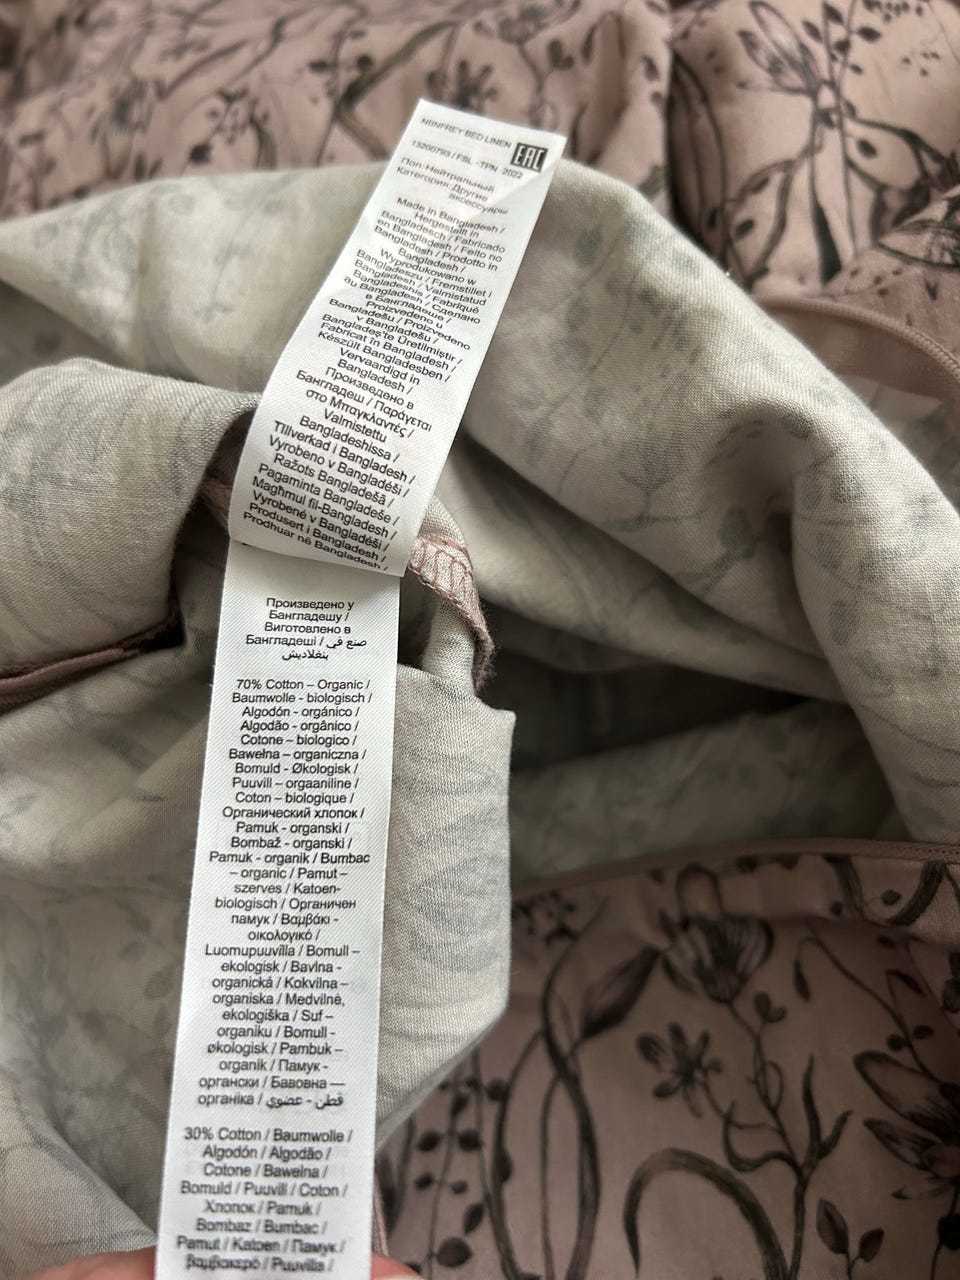 NBNFREY BED LINEN
EAC
13200793 / FSL -TPN 2022
Пол:Нейтральный
Категория:Другие
аксессуары
Made in Bangladesh /
Hergestellt in
Bangladesch / Fabricado
en Bangladesh / Feito no
Bangladesh / Prodotto in
Bangladesh /
Wyprodukowano w
Bangladeszu / Fremstillet i
Bangladesh / Valmistatud
Bangladeshis / Fabriqué
au Bangladesh / Сделано
в Бангладеше /
Proizvedeno u
Bangladešu / Proizvedeno
v Bangladešu /
Bangladeş'te Üretilmiştir /
Fabricat în Bangladesh /
Készült Bangladesben /
Vervaardigd in
Bangladesh /
Произведено в
Бангладеш / Παράγεται
στο Μπαγκλαντές /
Valmistettu
Bangladeshissa /
Tillverkad i Bangladesh /
Vyrobeno v Bangladéši /
Ražots Bangladešā /
Pagaminta Bangladeše /
Magħmul fil-Bangladesh /
Vyrobené v Bangladéši /
Produsert i Bangladesh /
Prodhuar në Bangladesh /
Произведено у
Бангладешу /
Виготовлено в
Бангладеші / صنع في
بنغلاديش
70% Cotton – Organic /
Baumwolle - biologisch /
Algodón - orgánico /
Algodão - orgânico /
Cotone – biologico /
Bawełna – organiczna /
Bomuld - Økologisk /
Puuvill – orgaaniline /
Coton – biologique /
Органический хлопок /
Pamuk - organski /
Bombaž - organski /
Pamuk - organik / Bumbac
– organic / Pamut –
szerves / Katoen-
biologisch / Органичен
памук / Βαμβάκι -
οικολογικό /
Luomupuuvilla / Bomull –
ekologisk / Bavlna -
organická / Kokvilna –
organiska / Medvilnė,
ekologiška / Suf –
organiku / Bomull -
økologisk / Pambuk –
organik / Памук -
органски / Бавовна —
органіка / قطن - عضوي
30% Cotton / Baumwolle /
Algodón / Algodão /
Cotone / Bawełna /
Bomuld / Puuvill / Coton /
Хлопок / Pamuk /
Bombaž / Bumbac /
Pamut / Katoen / Памук /
βαμβακερό / Puuvilla /